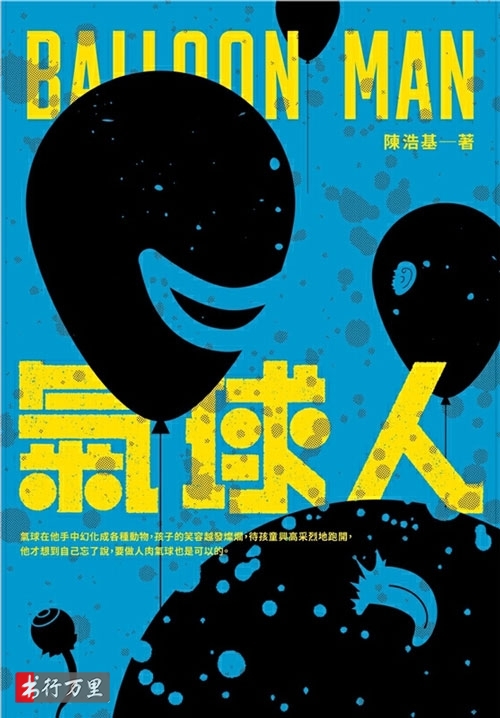 BALLOON MAN
陳浩基—著
氣球人
氣球在他手中幻化成各種動物，孩子的笑容越發燦爛，待孩童興高采烈地跑開，
他才想到自己忘了說，要做人肉氣球也是可以的。
书行万里